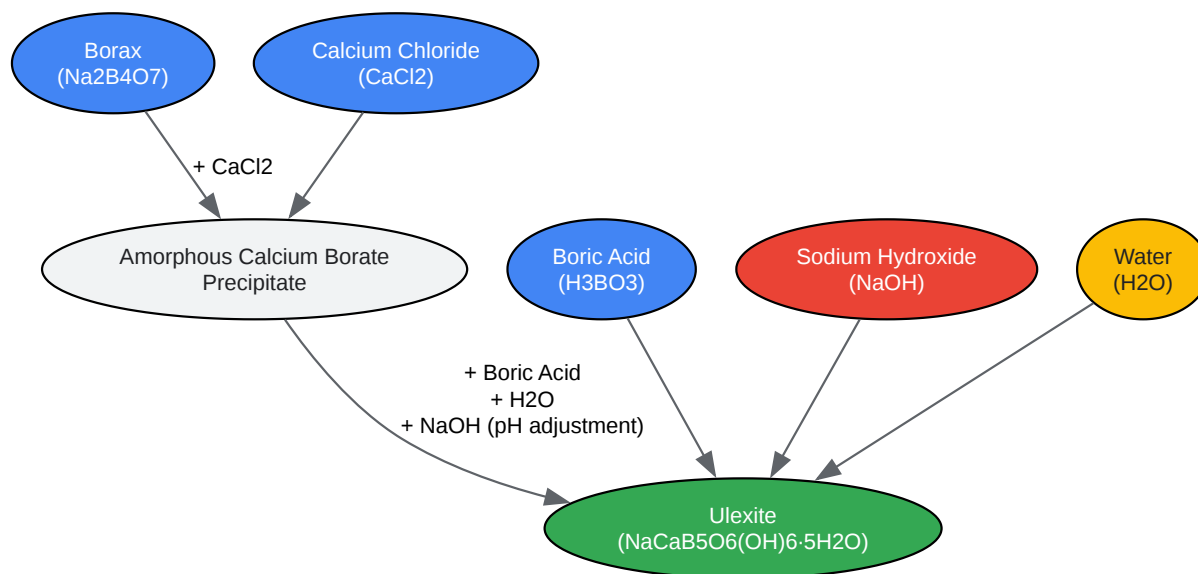 Borax
(Na2B4O7)
Calcium Chloride
(CaCl2)
+ CaCl2
Amorphous Calcium Borate
Precipitate
Boric Acid
(H3BO3)
Sodium Hydroxide
(NaOH)
Water
(H2O)
+ Boric Acid
+ H2O
+ NaOH (pH adjustment)
Ulexite
(NaCaB5O6(OH)6·5H2O)